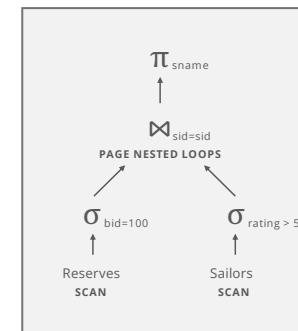 π sname
⋈ sid=sid
PAGE NESTED LOOPS
σ bid=100 σ rating > 5
Reserves Sailors
SCAN SCAN